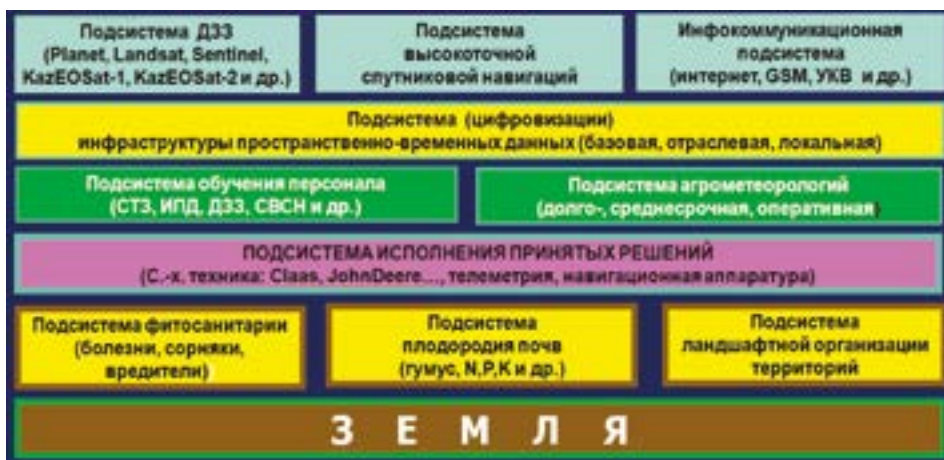 Подсистема ДЗЗ
(Planet, Landsat, Sentinel,
KazEOSat-1, KazEOSat-2 и др.)
Подсистема
высокоточной
спутниковой навигаций
Инфокоммуникационная
подсистема
(интернет, GSM, УКВ и др.)
Подсистема (цифровизации)
инфраструктуры пространственно-временных данных (базовая, отраслевая, локальная)
Подсистема обучения персонала
(СТЗ, ИПД, ДЗЗ, СВСН и др.)
Подсистема агрометеорологий
(долго-, среднесрочная, оперативная)
ПОДСИСТЕМА ИСПОЛНЕНИЯ ПРИНЯТЫХ РЕШЕНИЙ
(С.-х. техника: Claas, JohnDeere..., телеметрия, навигационная аппаратура)
Подсистема фитосанитарии
(болезни, сорняки,
вредители)
Подсистема
плодородия почв
(гумус, N,P,K и др.)
Подсистема
ландшафтной организации
территорий
З Е М Л Я